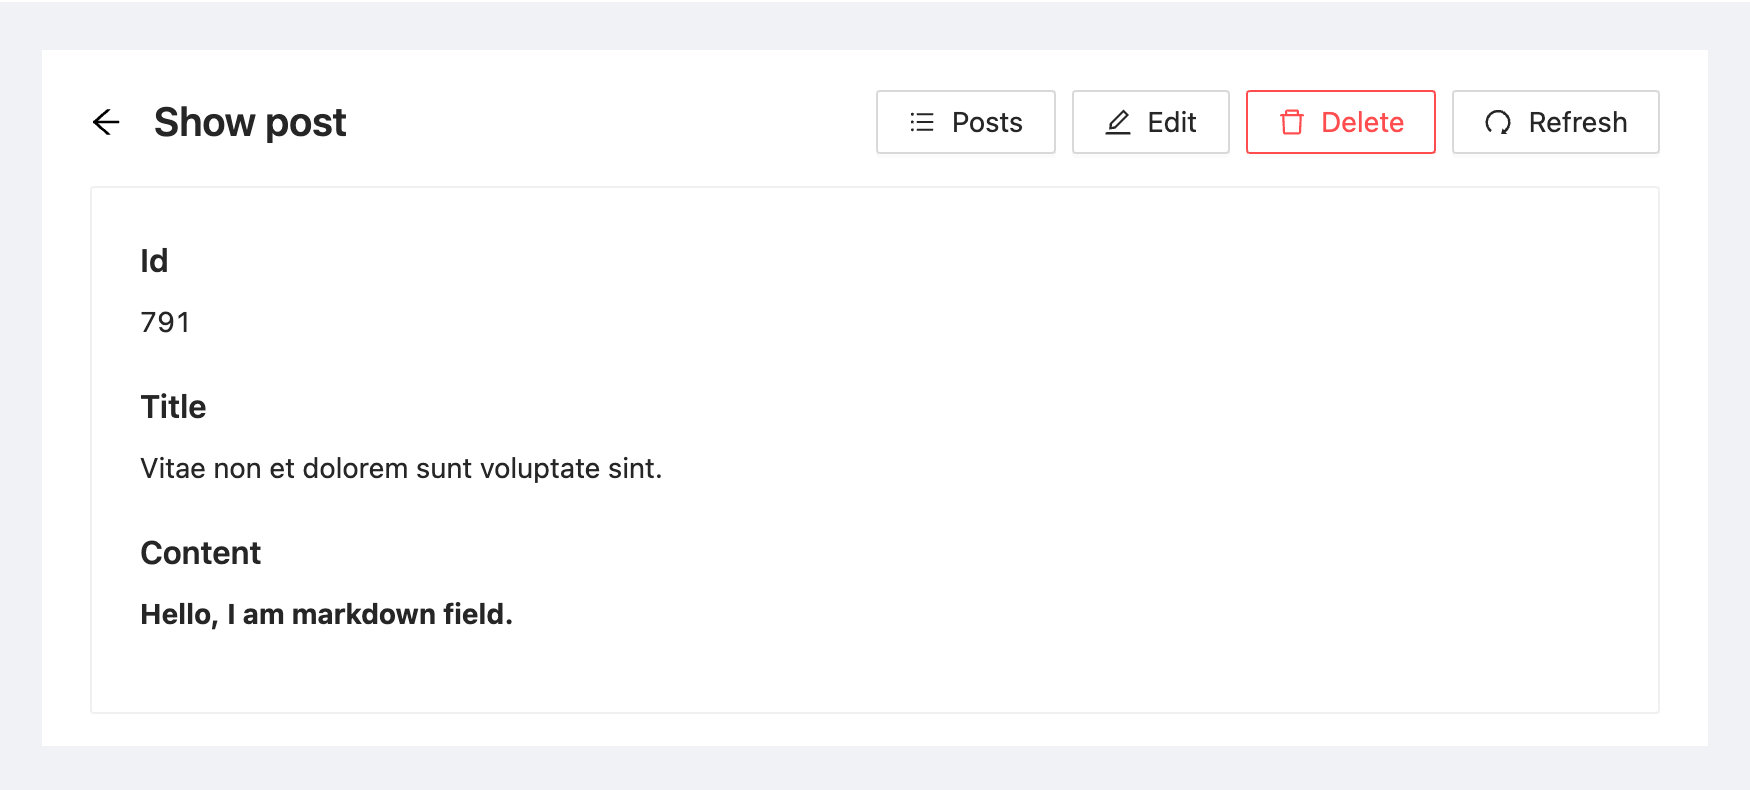 Show post
Posts
Edit
Delete
Refresh
Id
791
Title
Vitae non et dolorem sunt voluptate sint.
Content
Hello, I am markdown field.